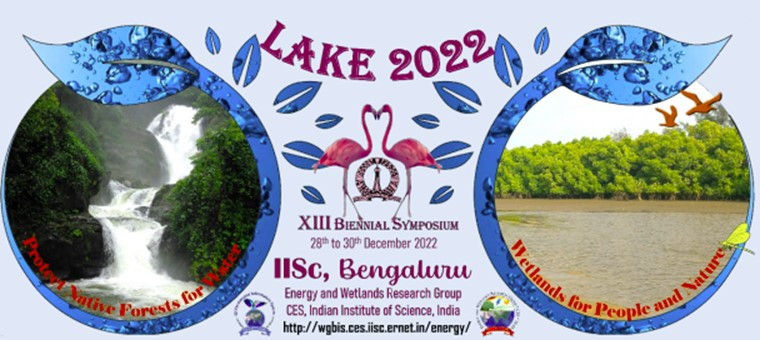 LAKE 2022
XIII BIENNIAL SYMPOSIUM
28th to 30th December 2022
IISc, Bengaluru
Energy and Wetlands Research Group
CES, Indian Institute of Science, India
http://wgbis.ces.iisc.ernet.in/energy/
Protect Native Forests for Water
Wetlands for People and Nature